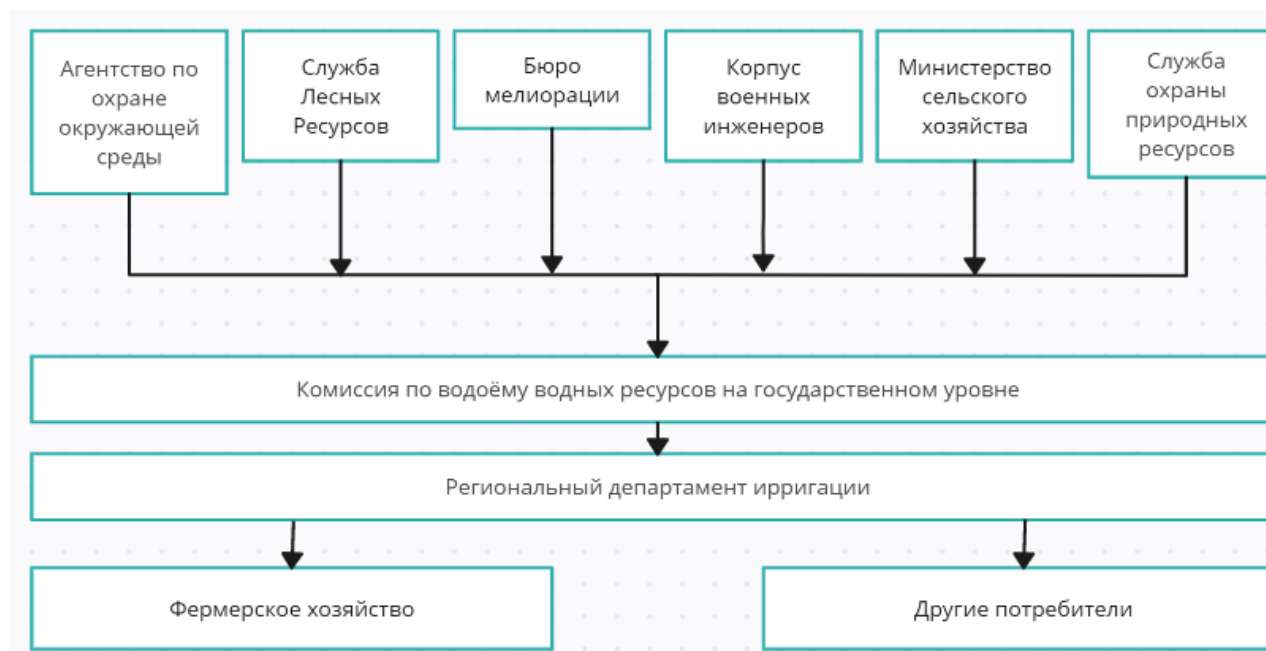 Агентство по
охране
окружающей
среды
Служба
Лесных
Ресурсов
Бюро
мелиорации
Корпус
военных
инженеров
Министерство
сельского
хозяйства
Служба
охраны
природных
ресурсов
Комиссия по водоёму водных ресурсов на государственном уровне
Региональный департамент ирригации
Фермерское хозяйство
Другие потребители